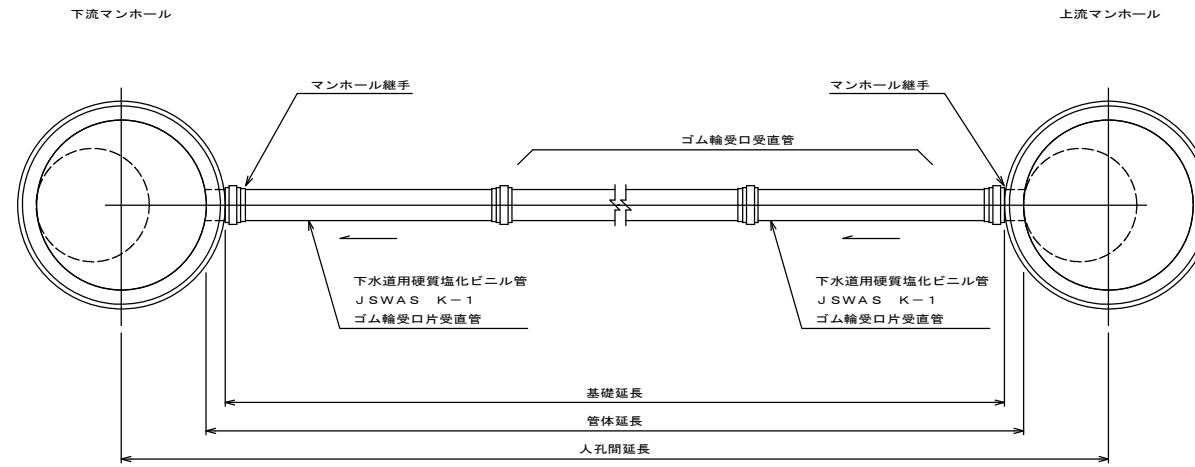 下流マンホール
上流マンホール
マンホール継手
マンホール継手
ゴム輪受口受直管
下水道用硬質塩化ビニル管
ＪＳＷＡＳ　Ｋ－１
ゴム輪受口片受直管
下水道用硬質塩化ビニル管
ＪＳＷＡＳ　Ｋ－１
ゴム輪受口片受直管
基礎延長
管体延長
人孔間延長